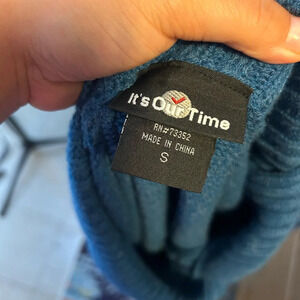 It's Our Time
RN#73352
MADE IN CHINA
S